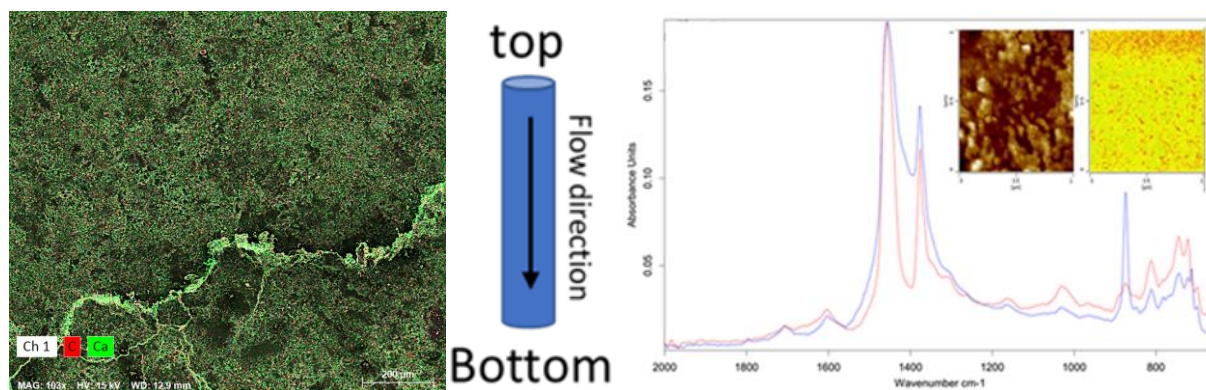 Ch 1 C Ca
MAG: 103x HV: 15 kV WD: 12.9 mm
200 µm
top
Flow direction
Bottom
Absorbance Units
0.15
0.10
0.05
2000 1800 1600 1400 1200 1000 800
Wavenumber cm-1